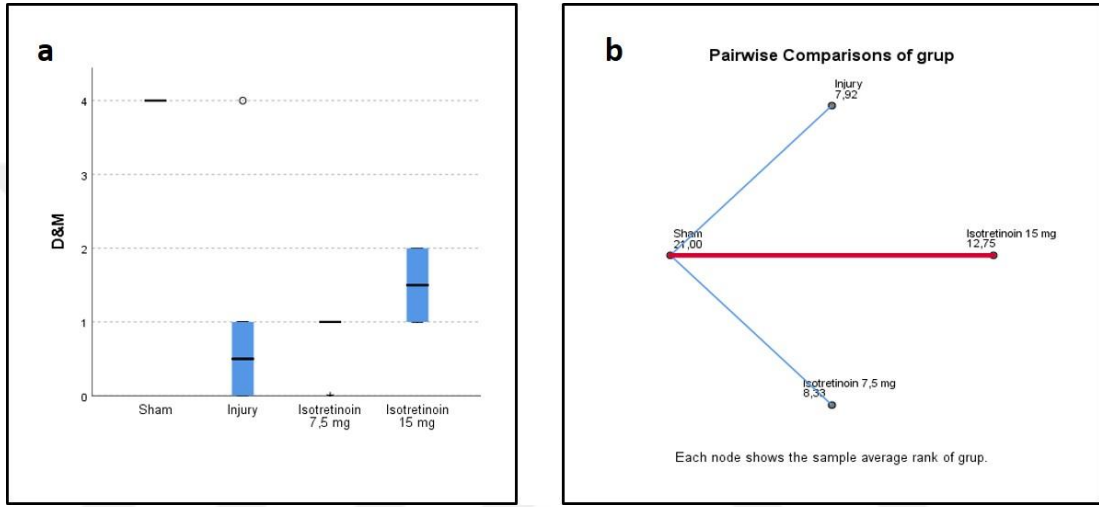 a
4
3
2
1
0
D&M
Sham
Injury
Isotretinoin
7,5 mg
Isotretinoin
15 mg
b
Pairwise Comparisons of grup
Injury
7,92
Sham
21,00
Isotretinoin 15 mg
12,75
Isotretinoin 7,5 mg
8,33
Each node shows the sample average rank of grup.